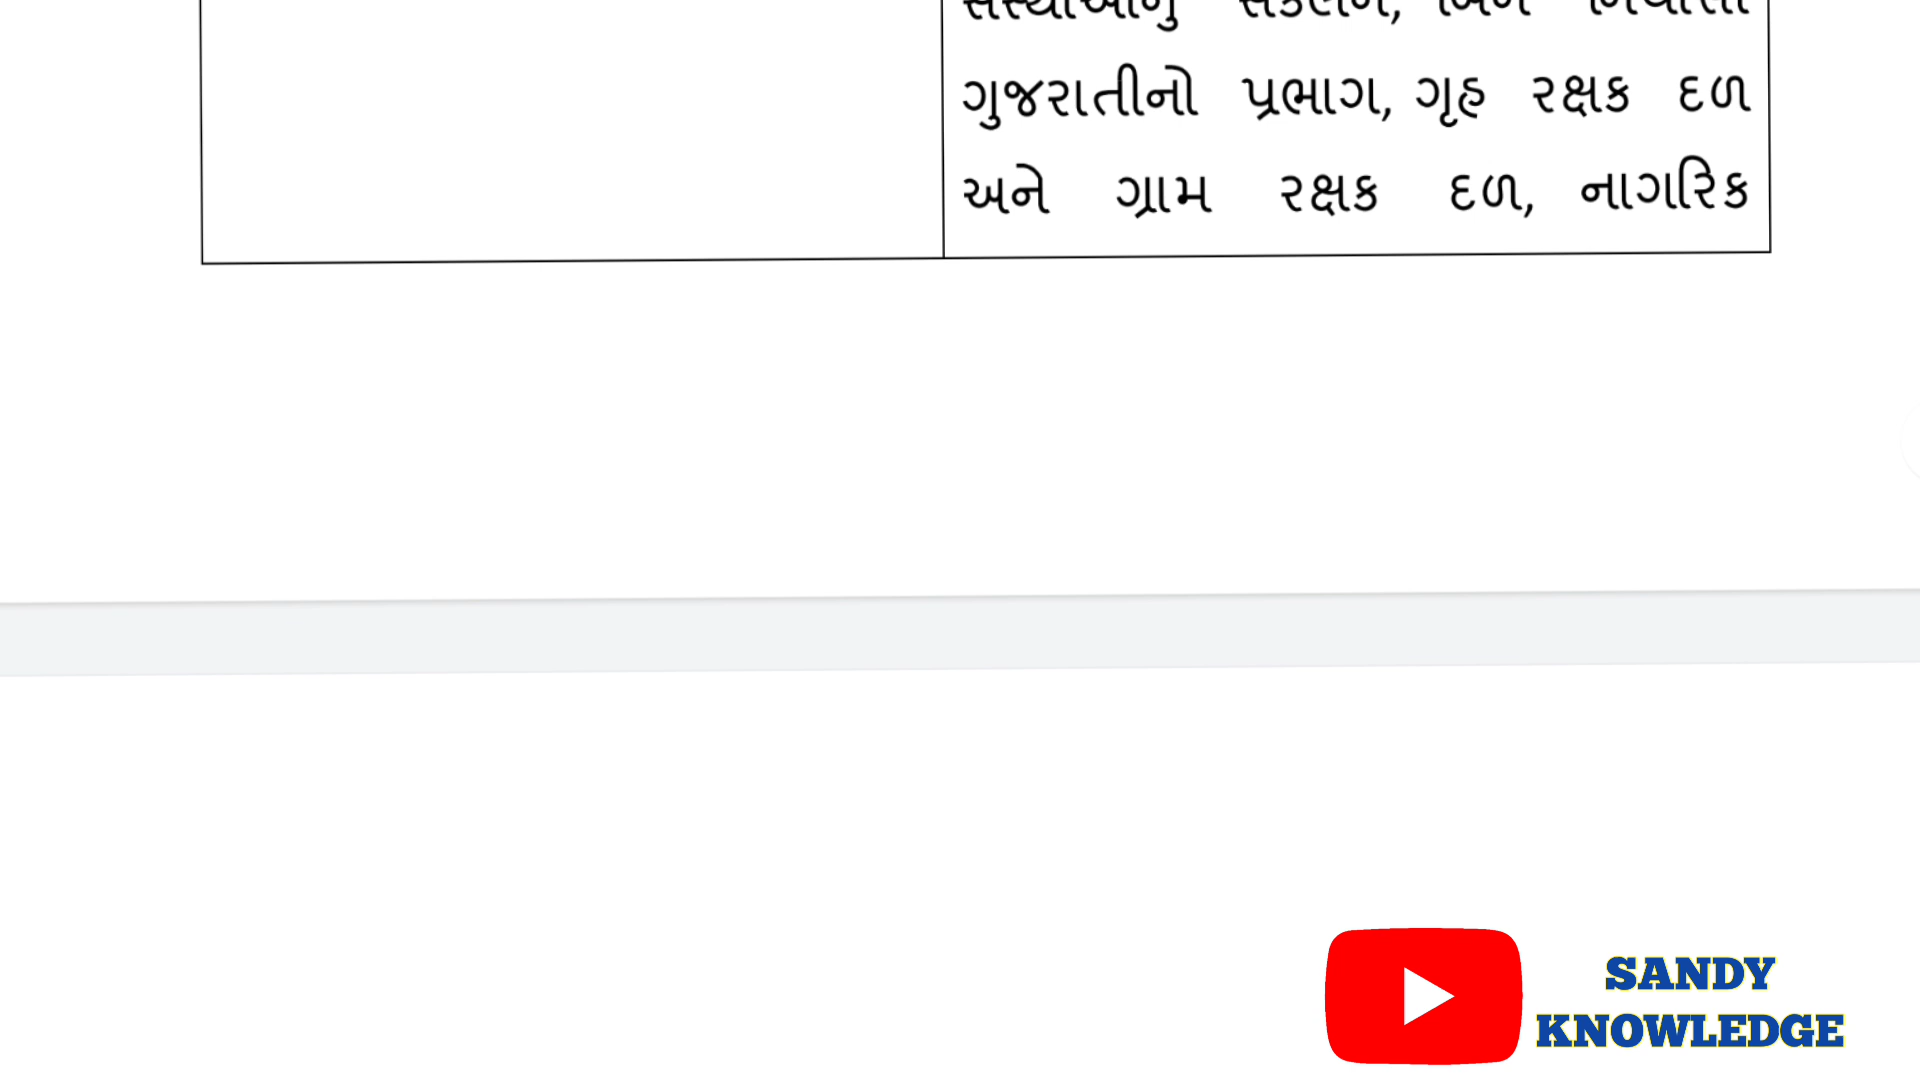 ગુજરાતીનો પ્રભાગ, ગૃહ રક્ષક દળ
અને ગ્રામ રક્ષક દળ, નાગરિક
SANDY
KNOWLEDGE